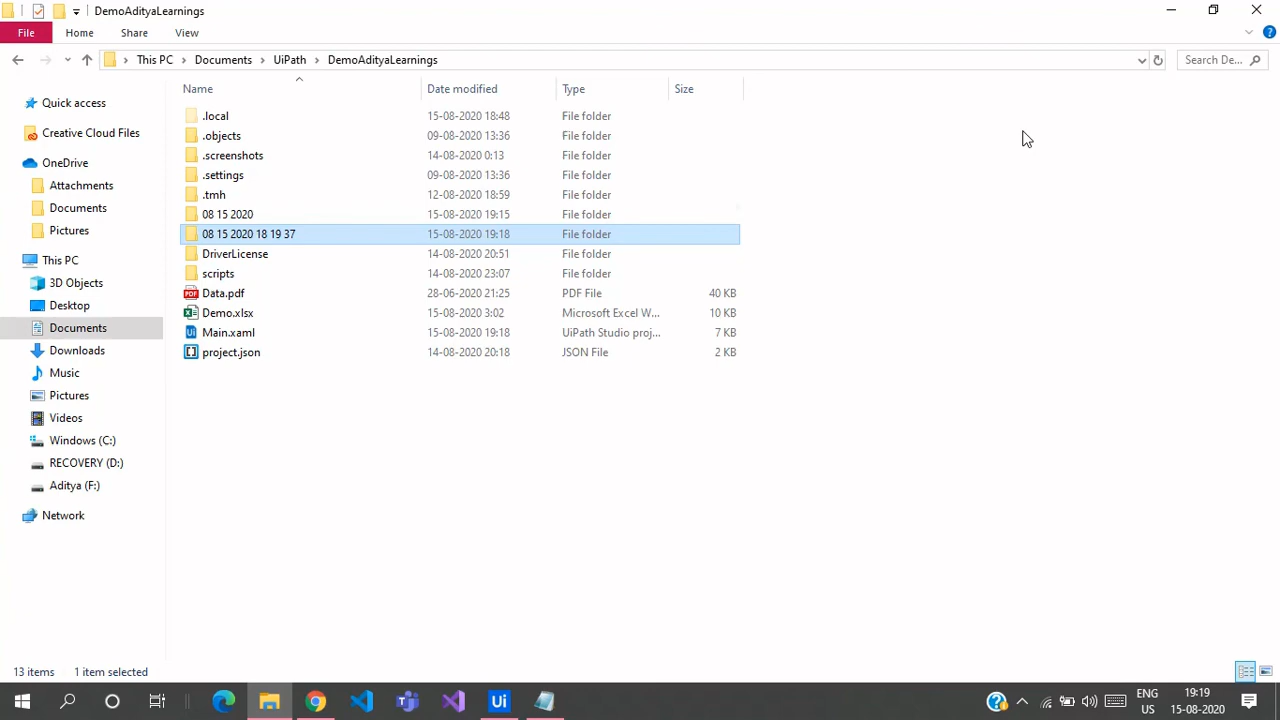 DemoAdityaLearnings
File Home Share View
This PC Documents UiPath DemoAdityaLearnings Search De...
Name Date modified Type Size
Quick access
Creative Cloud Files
OneDrive
Attachments
Documents
Pictures
This PC
3D Objects
Desktop
Documents
Downloads
Music
Pictures
Videos
Windows (C:)
RECOVERY (D:)
Aditya (F:)
Network
.local 15-08-2020 18:48 File folder
.objects 09-08-2020 13:36 File folder
.screenshots 14-08-2020 0:13 File folder
.settings 09-08-2020 13:36 File folder
.tmh 12-08-2020 18:59 File folder
08 15 2020 15-08-2020 19:15 File folder
08 15 2020 18 19 37 15-08-2020 19:18 File folder
DriverLicense 14-08-2020 20:51 File folder
scripts 14-08-2020 23:07 File folder
Data.pdf 28-06-2020 21:25 PDF File 40 KB
Demo.xlsx 15-08-2020 3:02 Microsoft Excel W... 10 KB
Main.xaml 15-08-2020 19:18 UiPath Studio proj... 7 KB
project.json 14-08-2020 20:18 JSON File 2 KB
13 items 1 item selected
Ui
ENG
US
19:19
15-08-2020